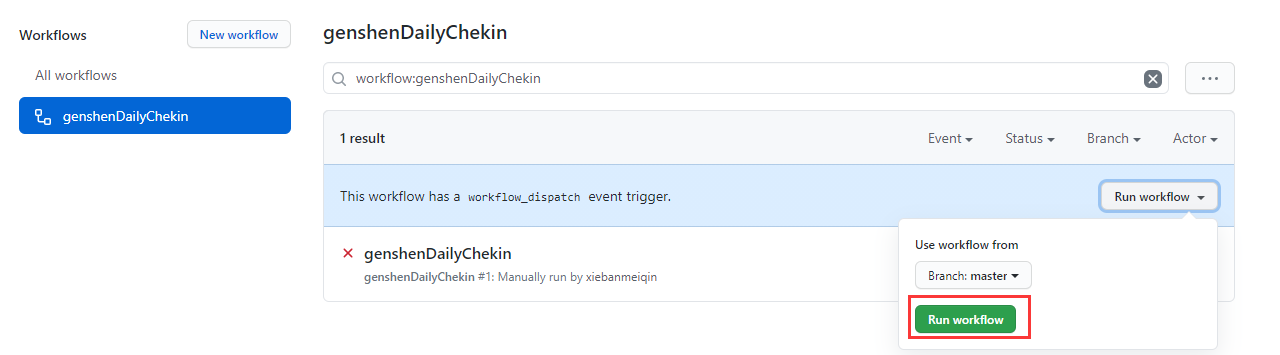 Workflows
New workflow
All workflows
genshenDailyChekin
genshenDailyChekin
workflow:genshenDailyChekin
1 result
Event
Status
Branch
Actor
This workflow has a workflow_dispatch event trigger.
Run workflow
Use workflow from
Branch: master
Run workflow
genshenDailyChekin
genshenDailyChekin #1: Manually run by xiebanmeiqin